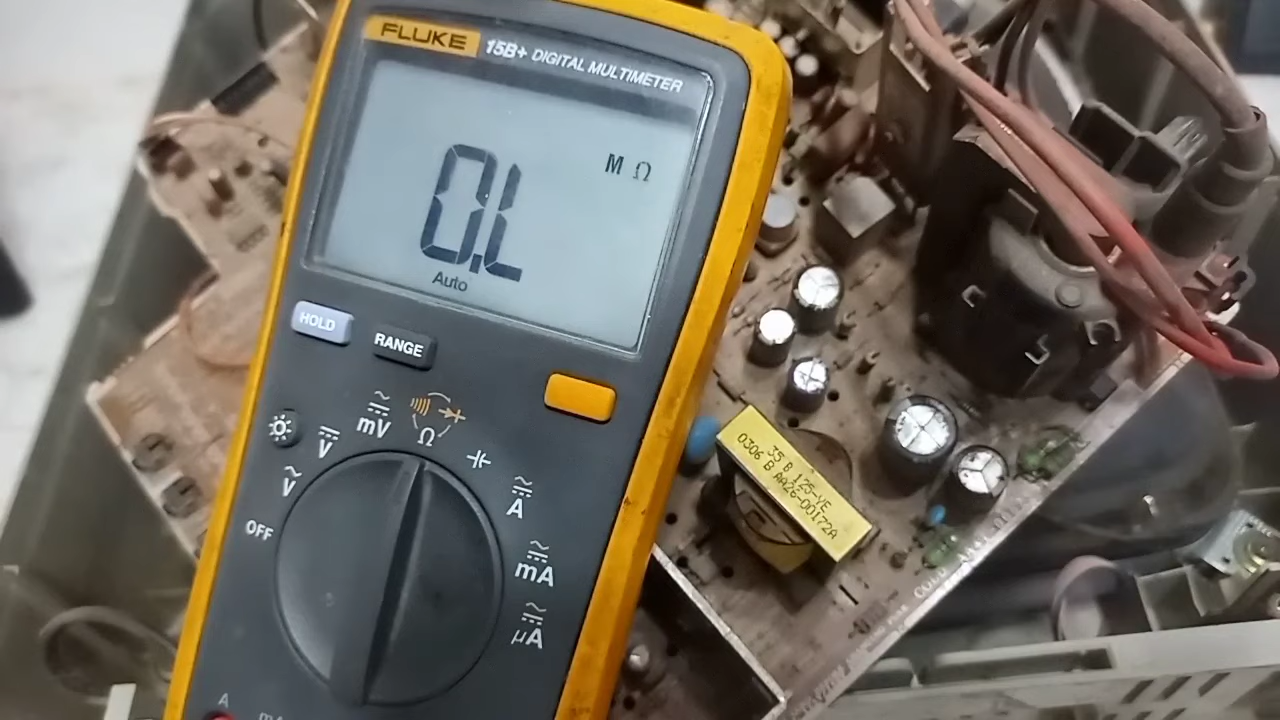 FLUKE 15B+ DIGITAL MULTIMETER
M Ω
0.L
Auto
HOLD
RANGE
OFF
V
V
mV
Ω
A
mA
µA
A
35 B 125-YE
0306 B AA26-00172A